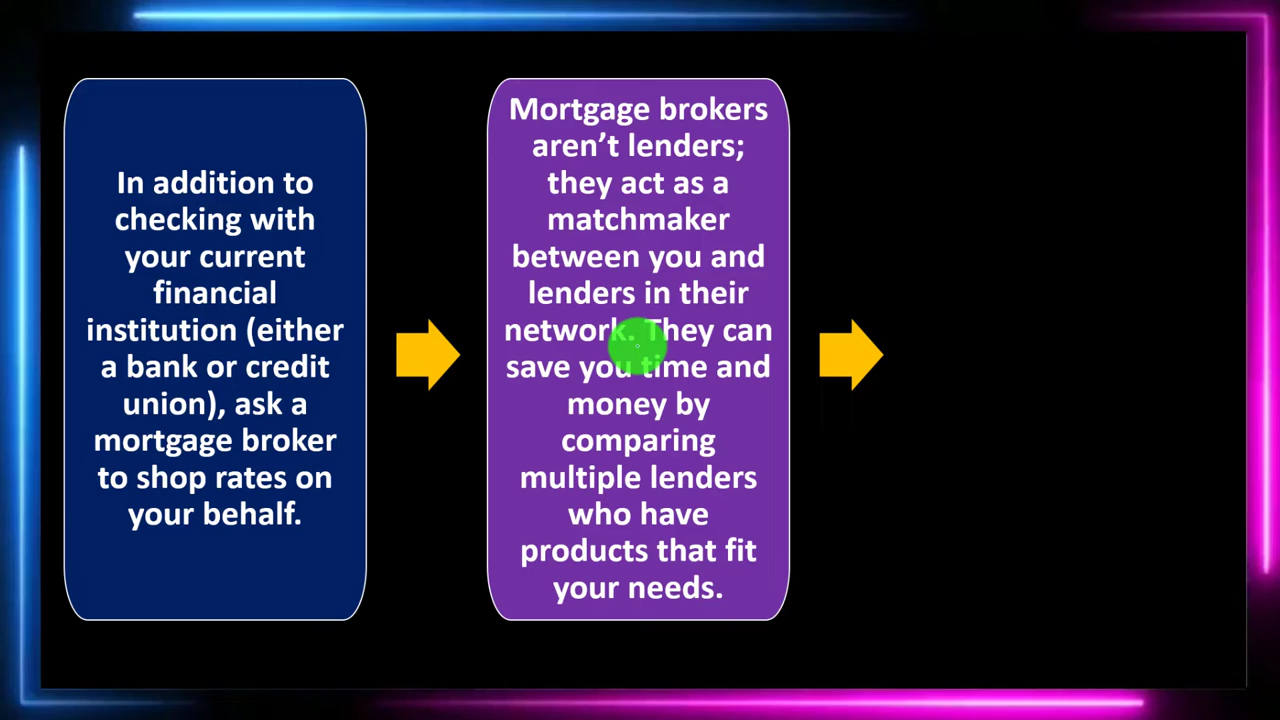 In addition to
checking with
your current
financial
institution (either
a bank or credit
union), ask a
mortgage broker
to shop rates on
your behalf.
Mortgage brokers
aren’t lenders;
they act as a
matchmaker
between you and
lenders in their
network. They can
save you time and
money by
comparing
multiple lenders
who have
products that fit
your needs.